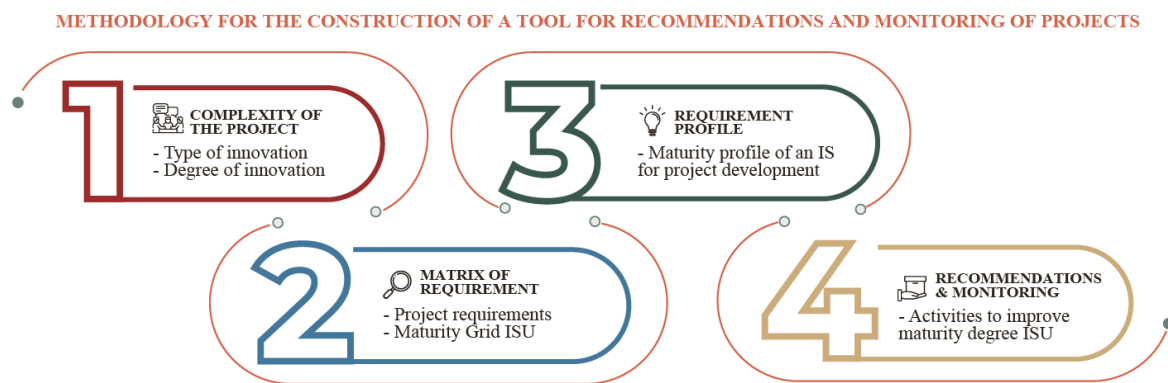 METHODOLOGY FOR THE CONSTRUCTION OF A TOOL FOR RECOMMENDATIONS AND MONITORING OF PROJECTS
1
COMPLEXITY OF
THE PROJECT
- Type of innovation
- Degree of innovation
2
MATRIX OF
REQUIREMENT
- Project requirements
- Maturity Grid ISU
3
REQUIREMENT
PROFILE
- Maturity profile of an IS
for project development
4
RECOMMENDATIONS
& MONITORING
- Activities to improve
maturity degree ISU